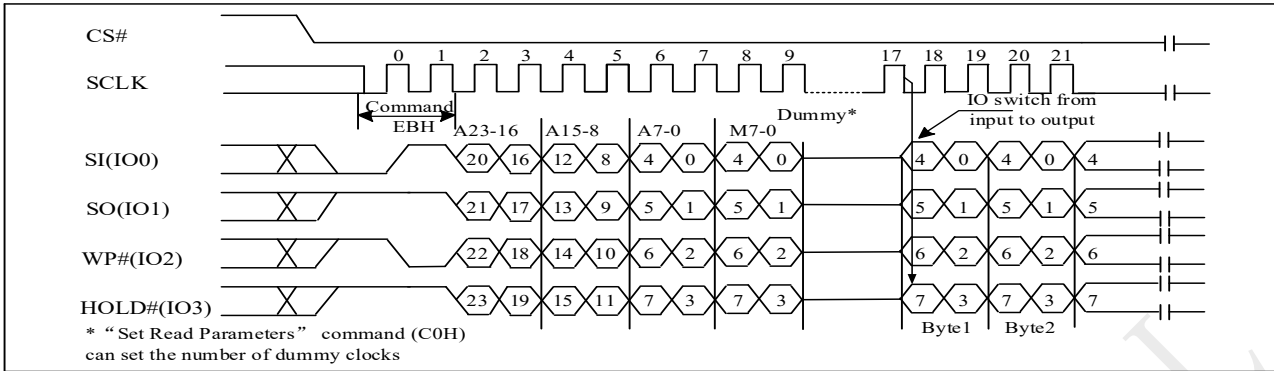 CS#
0 1 2 3 4 5 6 7 8 9 17 18 19 20 21
SCLK
Command
EBH
Dummy*
IO switch from
input to output
A23-16 A15-8 A7-0 M7-0
SI(IO0) 20 16 12 8 4 0 4 0 4 0 4 0 4
SO(IO1) 21 17 13 9 5 1 5 1 5 1 5 1 5
WP#(IO2) 22 18 14 10 6 2 6 2 6 2 6 2 6
HOLD#(IO3) 23 19 15 11 7 3 7 3 7 3 7 3 7
Byte1 Byte2
* “Set Read Parameters” command (C0H)
can set the number of dummy clocks